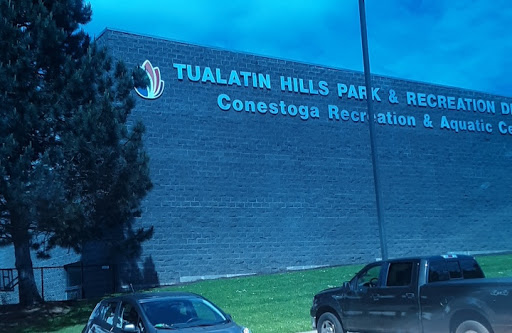 TUALATIN HILLS PARK & RECREATION
Conestoga Recreation & Aquatic